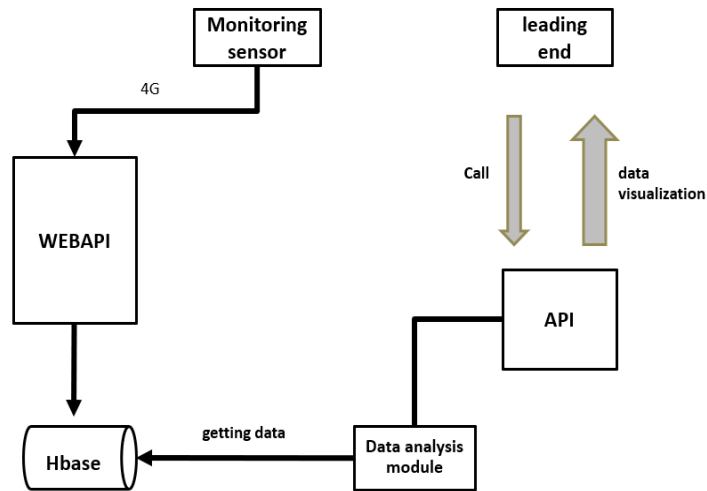 Monitoring
sensor
leading
end
4G
Call
data
visualization
WEBAPI
API
getting data
Hbase
Data analysis
module